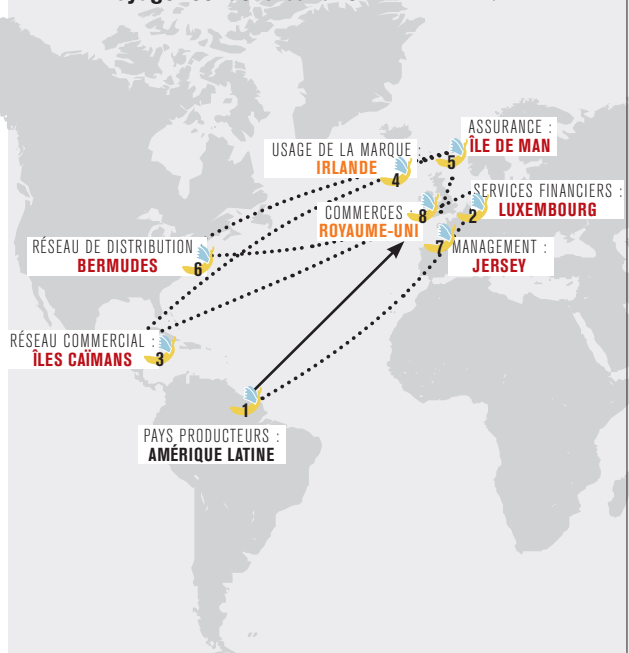 USAGE DE LA MARQUE :
IRLANDE
4
ASSURANCE :
ÎLE DE MAN
5
COMMERCES :
ROYAUME-UNI
8
SERVICES FINANCIERS :
LUXEMBOURG
2
RÉSEAU DE DISTRIBUTION :
BERMUDES
6
MANAGEMENT :
JERSEY
7
RÉSEAU COMMERCIAL :
ÎLES CAÏMANS
3
1
PAYS PRODUCTEURS :
AMÉRIQUE LATINE